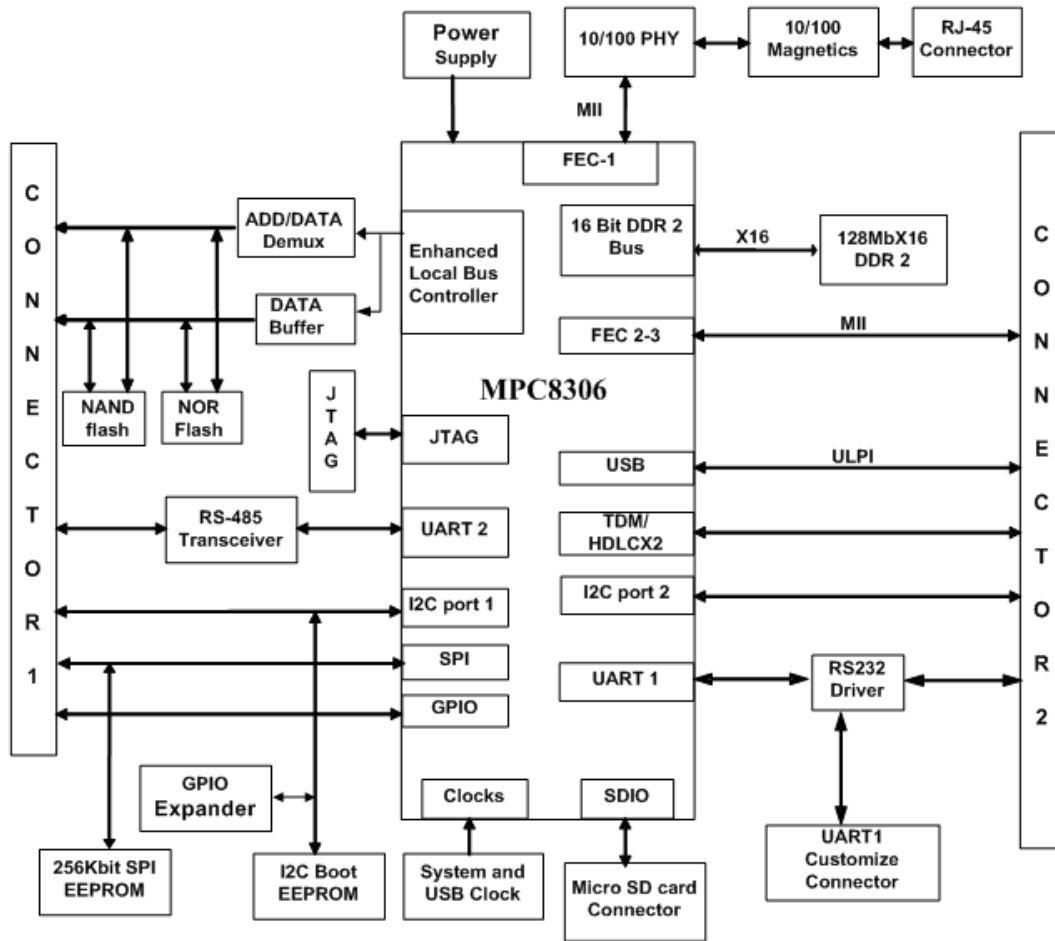 Power
Supply
10/100 PHY
10/100
Magnetics
RJ-45
Connector
MII
FEC-1
CONNECTOR 1
ADD/DATA
Demux
Enhanced
Local Bus
Controller
16 Bit DDR 2
Bus
X16
128MbX16
DDR 2
CONNECTOR 2
DATA
Buffer
FEC 2-3
MII
MPC8306
NAND
flash
NOR
Flash
JTAG
JTAG
USB
ULPI
RS-485
Transceiver
UART 2
TDM/
HDLCX2
I2C port 1
I2C port 2
SPI
UART 1
RS232
Driver
GPIO
GPIO
Expander
Clocks
SDIO
256Kbit SPI
EEPROM
I2C Boot
EEPROM
System and
USB Clock
Micro SD card
Connector
UART1
Customize
Connector